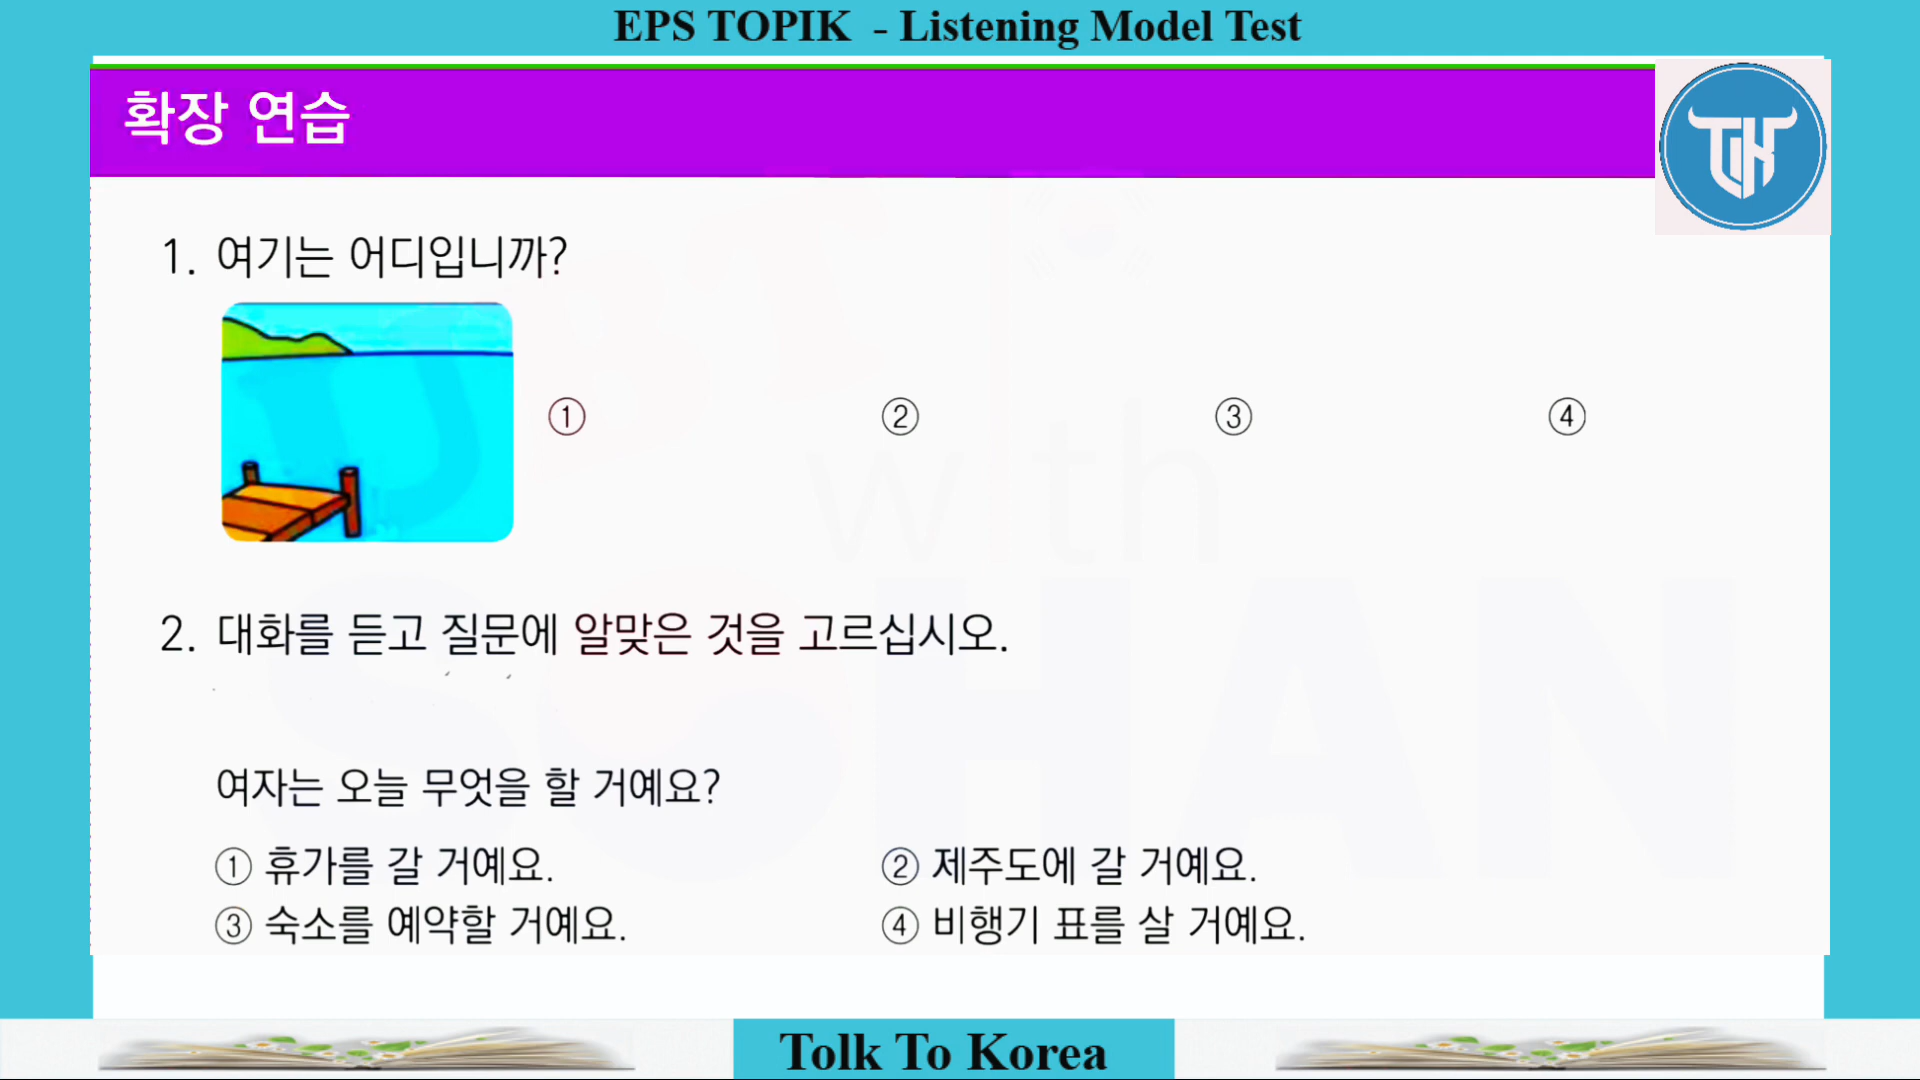 EPS TOPIK - Listening Model Test
확장 연습
TK
1. 여기는 어디입니까?
① ② ③ ④
with
SOHAN
2. 대화를 듣고 질문에 알맞은 것을 고르십시오.
여자는 오늘 무엇을 할 거예요?
① 휴가를 갈 거예요. ② 제주도에 갈 거예요.
③ 숙소를 예약할 거예요. ④ 비행기 표를 살 거예요.
Tolk To Korea